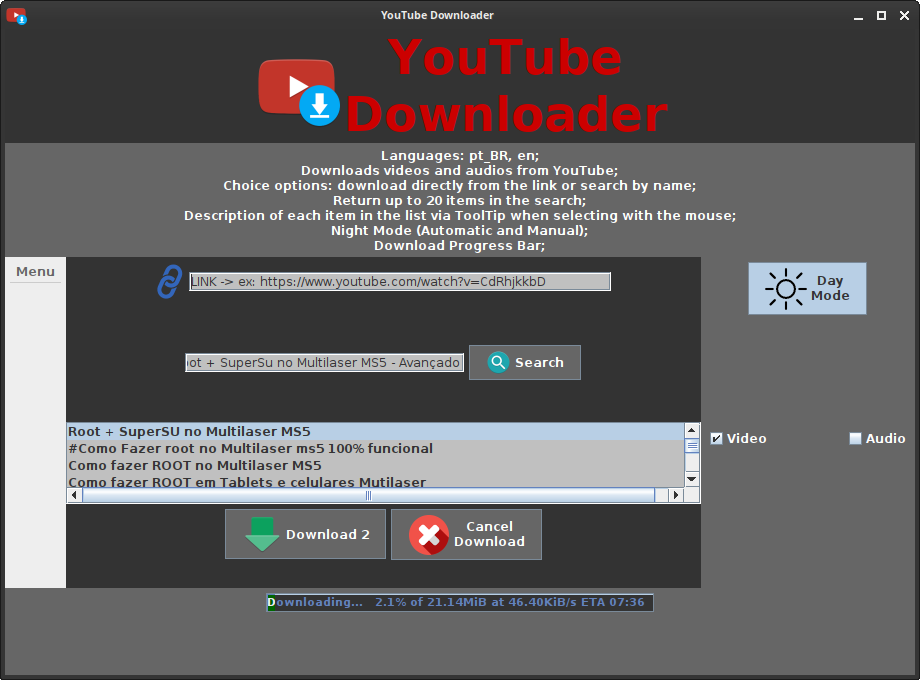 YouTube Downloader
YouTube
Downloader
Languages: pt_BR, en;
Downloads videos and audios from YouTube;
Choice options: download directly from the link or search by name;
Return up to 20 items in the search;
Description of each item in the list via ToolTip when selecting with the mouse;
Night Mode (Automatic and Manual);
Download Progress Bar;
Menu
LINK -> ex: https://www.youtube.com/watch?v=CdRhjkkbD
Day
Mode
oot + SuperSu no Multilaser MS5 - Avançado
Search
Root + SuperSU no Multilaser MS5
#Como Fazer root no Multilaser ms5 100% funcional
Como fazer ROOT no Multilaser MS5
Como fazer ROOT em Tablets e celulares Mutilaser
Video
Audio
Download 2
Cancel
Download
Downloading... 2.1% of 21.14MiB at 46.40KiB/s ETA 07:36